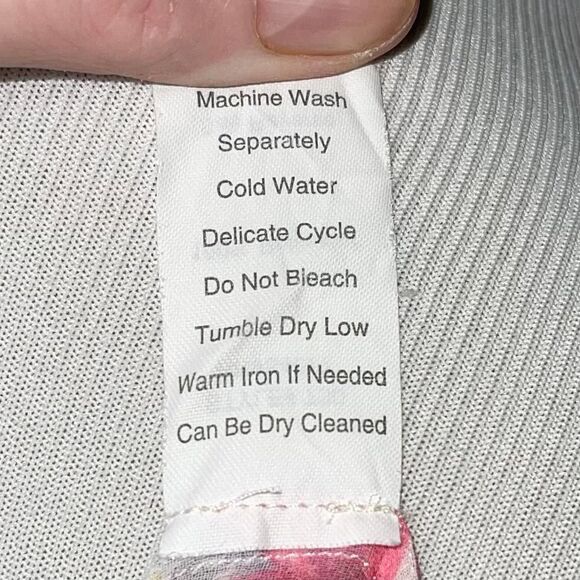 Machine Wash
Separately
Cold Water
Delicate Cycle
Do Not Bleach
Tumble Dry Low
Warm Iron If Needed
Can Be Dry Cleaned